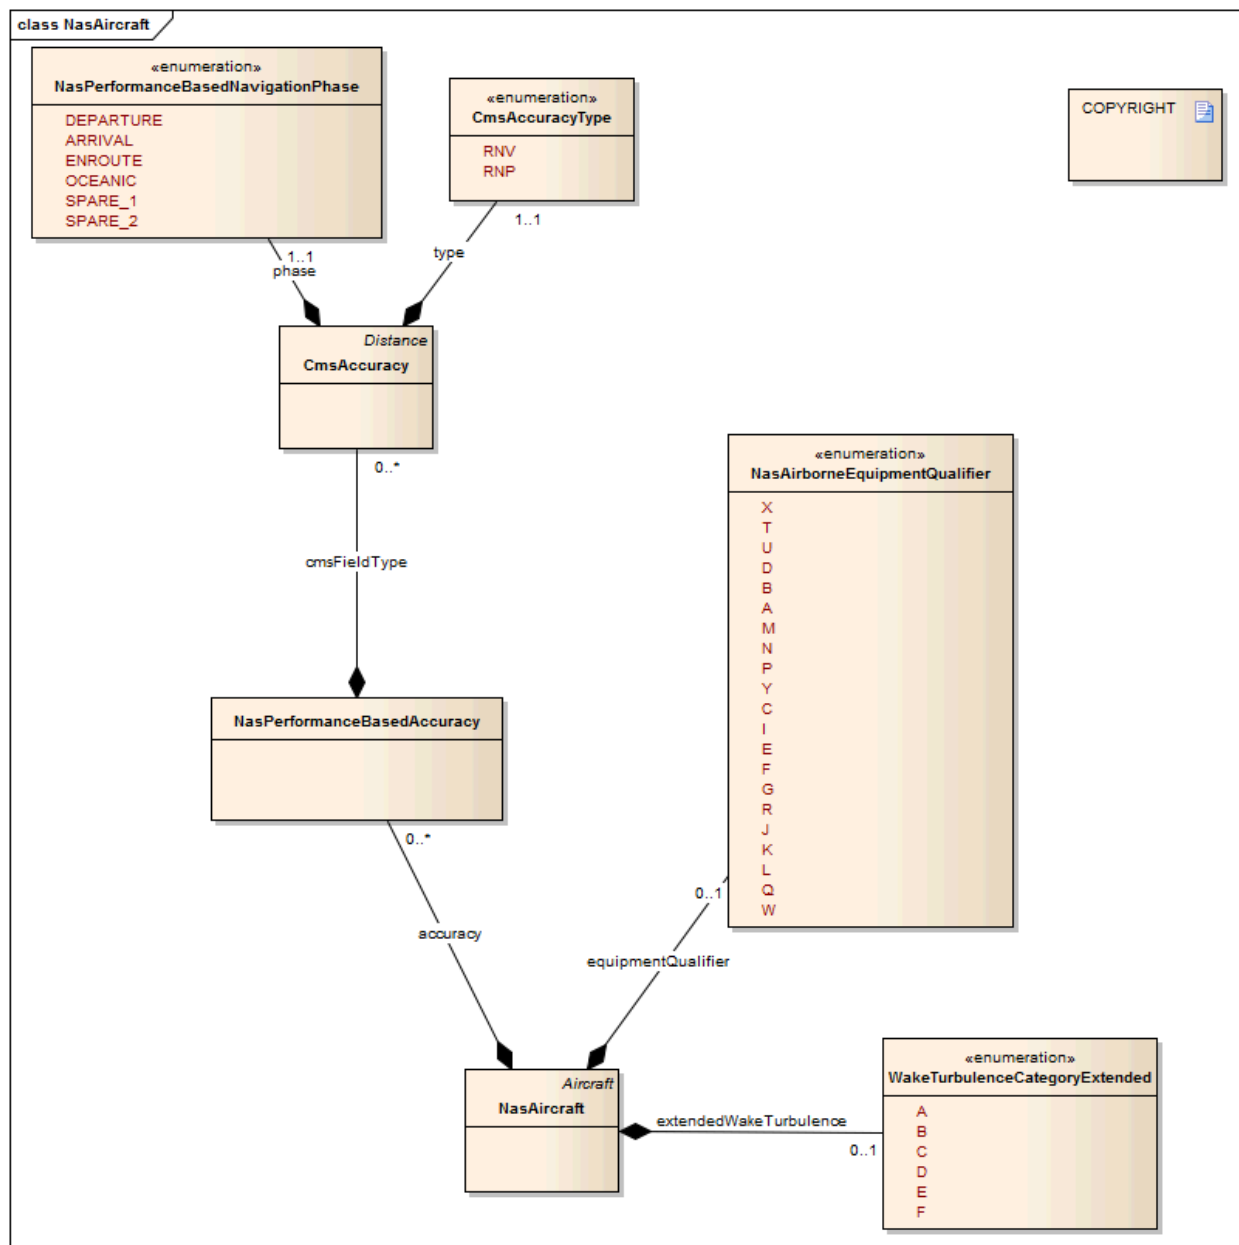 class NasAircraft
«enumeration»
NasPerformanceBasedNavigationPhase
DEPARTURE
ARRIVAL
ENROUTE
OCEANIC
SPARE_1
SPARE_2
«enumeration»
CmsAccuracyType
RNV
RNP
COPYRIGHT
1..1
phase
1..1
type
Distance
CmsAccuracy
0..*
cmsFieldType
«enumeration»
NasAirborneEquipmentQualifier
X
T
U
D
B
A
M
N
P
Y
C
I
E
F
G
R
J
K
L
Q
W
NasPerformanceBasedAccuracy
0..*
accuracy
0..1
equipmentQualifier
Aircraft
NasAircraft
extendedWakeTurbulence
0..1
«enumeration»
WakeTurbulenceCategoryExtended
A
B
C
D
E
F